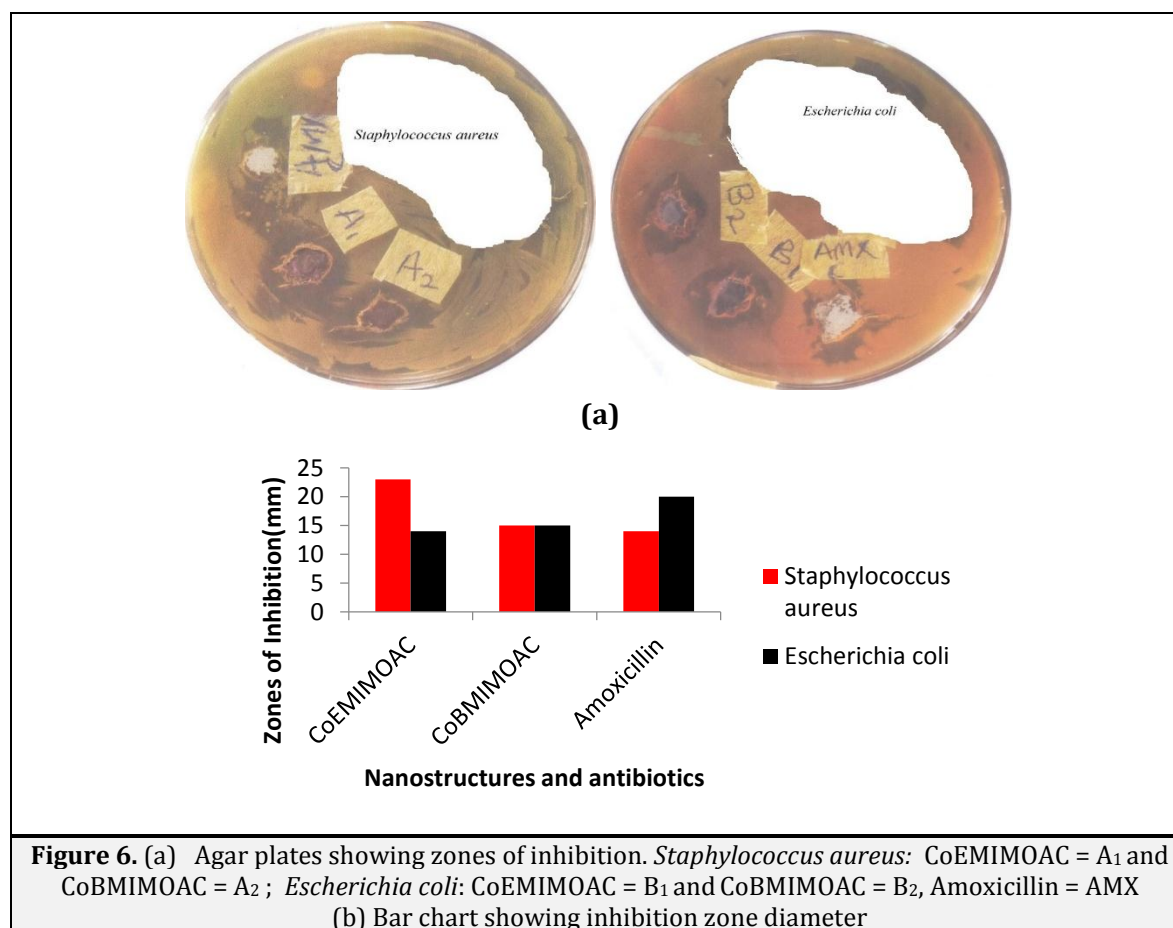 Staphylococcus aureus
AMX
A1
A2
Escherichia coli
B2
B1
AMX
(a)
Zones of Inhibition(mm)
25
20
15
10
5
0
CoEMIMOAC
CoBMIMOAC
Amoxicillin
Nanostructures and antibiotics
Staphylococcus
aureus
Escherichia coli
Figure 6. (a) Agar plates showing zones of inhibition. Staphylococcus aureus: CoEMIMOAC = A₁ and
CoBMIMOAC = A₂ ; Escherichia coli: CoEMIMOAC = B₁ and CoBMIMOAC = B₂, Amoxicillin = AMX
(b) Bar chart showing inhibition zone diameter